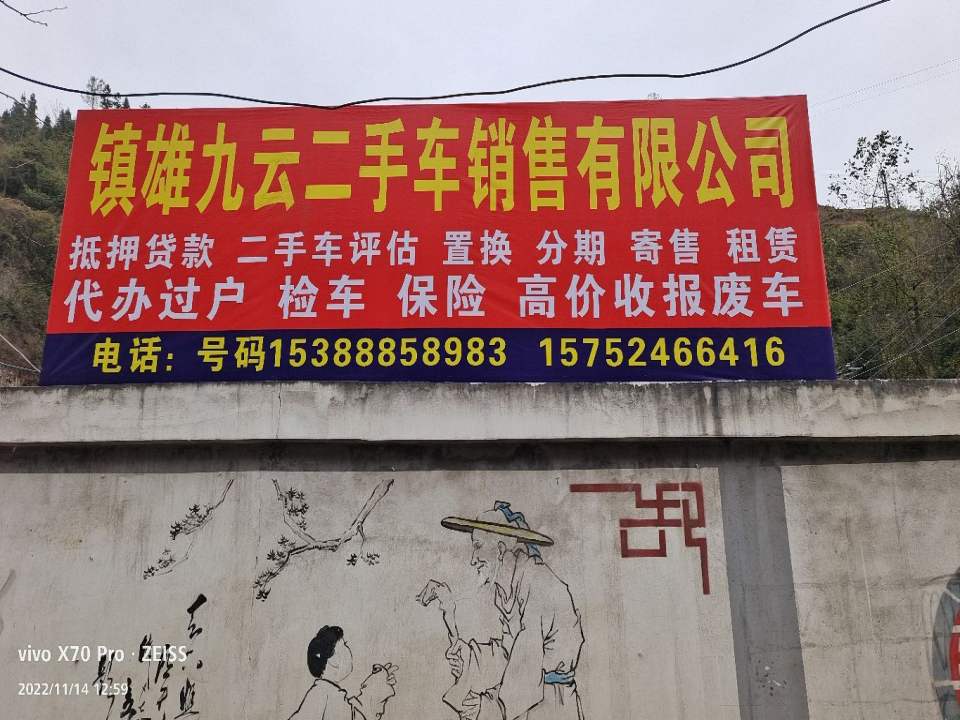 镇雄九云二手车销售有限公司
抵押贷款 二手车评估 置换 分期 寄售 租赁
代办过户 检车 保险 高价收报废车
电话：号码15388858983 15752466416
vivo X70 Pro · ZEISS
2022/11/14 12:59